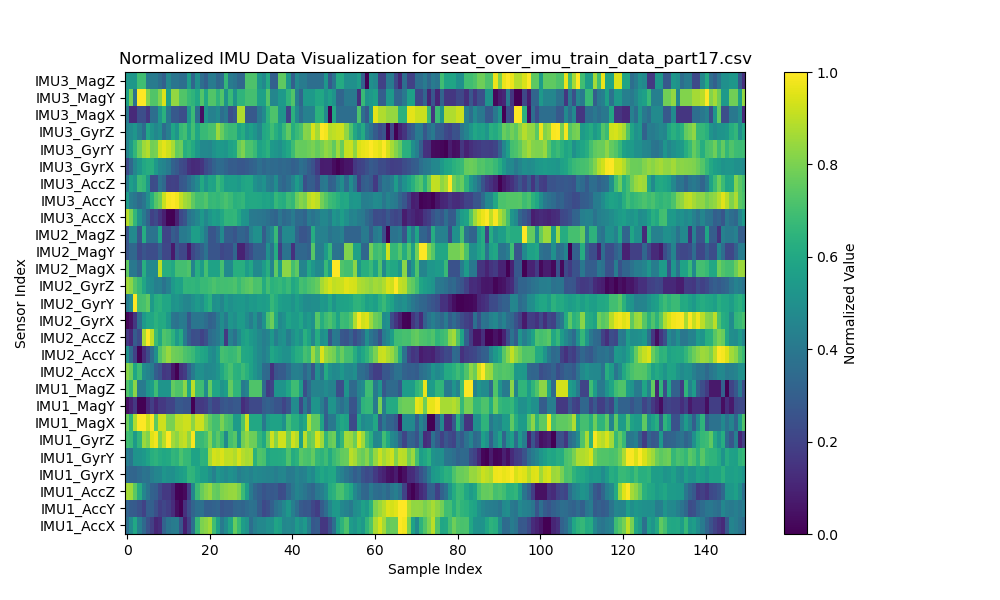 Normalized IMU Data Visualization for seat_over_imu_train_data_part17.csv
IMU3_MagZ
IMU3_MagY
IMU3_MagX
IMU3_GyrZ
IMU3_GyrY
IMU3_GyrX
IMU3_AccZ
IMU3_AccY
IMU3_AccX
IMU2_MagZ
IMU2_MagY
IMU2_MagX
IMU2_GyrZ
IMU2_GyrY
IMU2_GyrX
IMU2_AccZ
IMU2_AccY
IMU2_AccX
IMU1_MagZ
IMU1_MagY
IMU1_MagX
IMU1_GyrZ
IMU1_GyrY
IMU1_GyrX
IMU1_AccZ
IMU1_AccY
IMU1_AccX
Sensor Index
0 20 40 60 80 100 120 140
Sample Index
1.0
0.8
0.6
0.4
0.2
0.0
Normalized Value